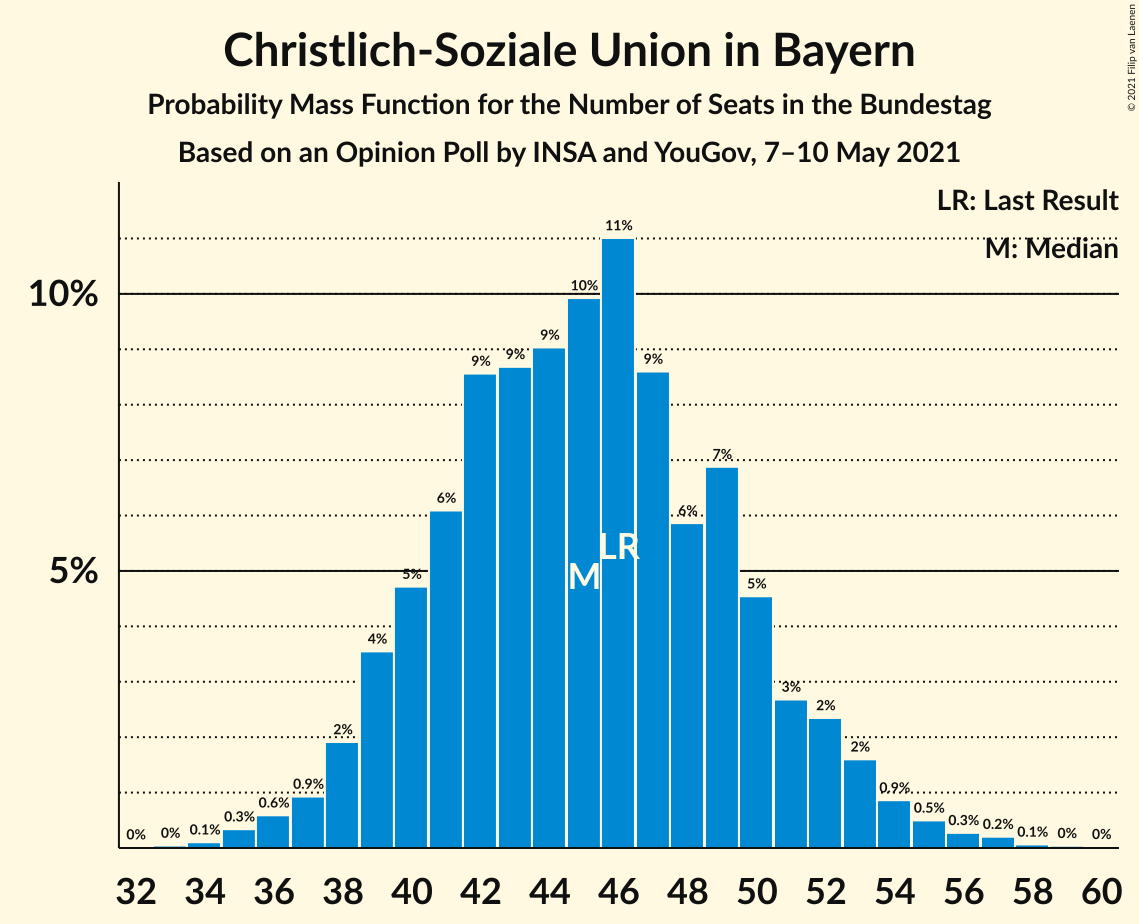 Christlich-Soziale Union in Bayern
Probability Mass Function for the Number of Seats in the Bundestag
Based on an Opinion Poll by INSA and YouGov, 7–10 May 2021
© 2021 Filip van Laenen
LR: Last Result
M: Median
10%
5%
0% 0% 0.1% 0.3% 0.6% 0.9% 2% 4% 5% 6% 9% 9% 9% 10% 11% 9% 6% 7% 5% 3% 2% 2% 0.9% 0.5% 0.3% 0.2% 0.1% 0% 0%
M
LR
32 34 36 38 40 42 44 46 48 50 52 54 56 58 60